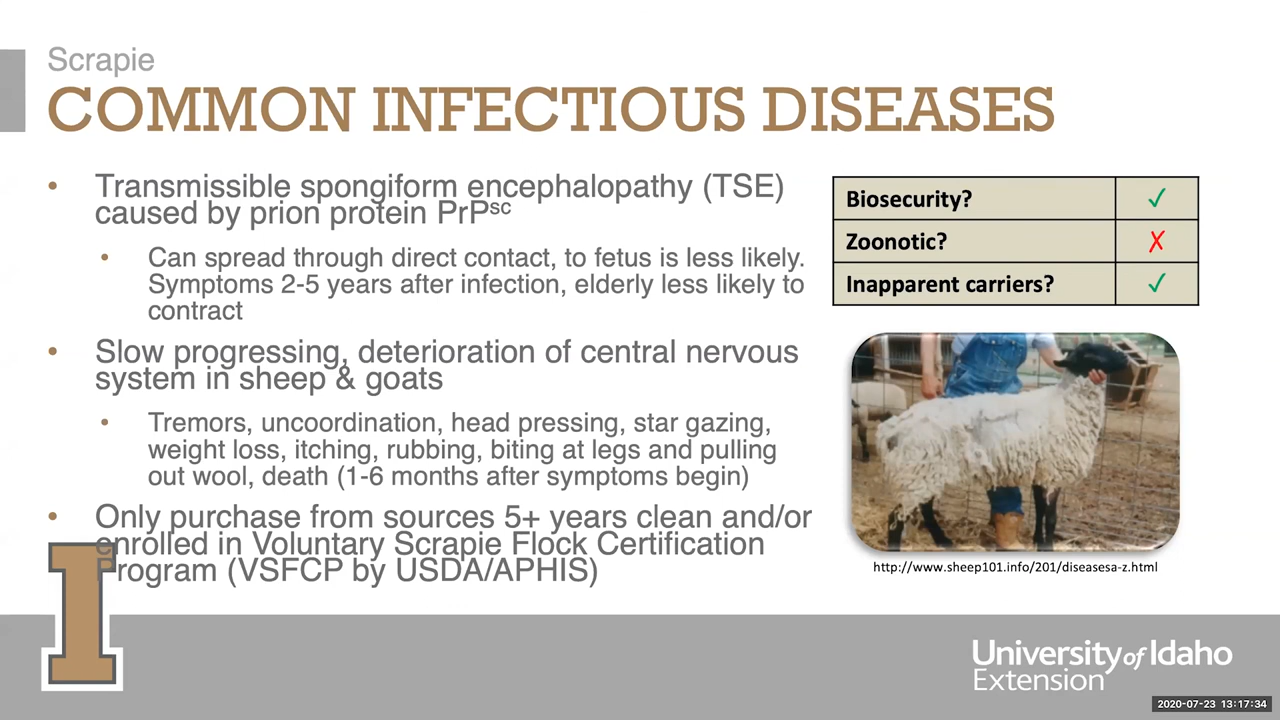 Scrapie
COMMON INFECTIOUS DISEASES
• Transmissible spongiform encephalopathy (TSE)
caused by prion protein PrPˢᶜ
• Can spread through direct contact, to fetus is less likely.
Symptoms 2-5 years after infection, elderly less likely to
contract
• Slow progressing, deterioration of central nervous
system in sheep & goats
• Tremors, uncoordination, head pressing, star gazing,
weight loss, itching, rubbing, biting at legs and pulling
out wool, death (1-6 months after symptoms begin)
• Only purchase from sources 5+ years clean and/or
enrolled in Voluntary Scrapie Flock Certification
Program (VSFCP by USDA/APHIS)
Biosecurity? ✓
Zoonotic? ✗
Inapparent carriers? ✓
http://www.sheep101.info/201/diseasesa-z.html
I
University of Idaho
Extension
2020-07-23 13:17:34